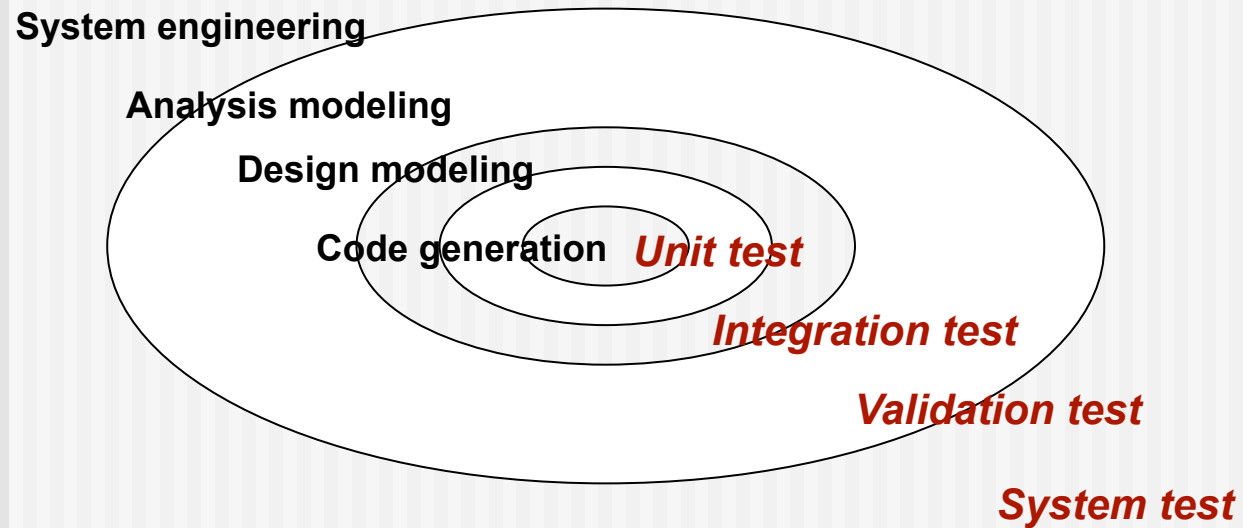 System engineering
Analysis modeling
Design modeling
Code generation
Unit test
Integration test
Validation test
System test